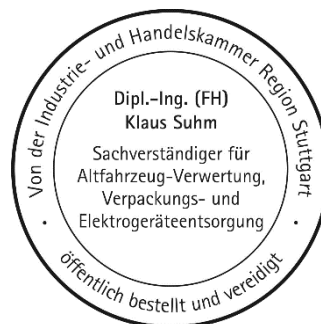 Von der Industrie- und Handelskammer Region Stuttgart
Dipl.-Ing. (FH)
Klaus Suhm
Sachverständiger für
Altfahrzeug-Verwertung,
Verpackungs- und
Elektrogeräteentsorgung
· öffentlich bestellt und vereidigt ·